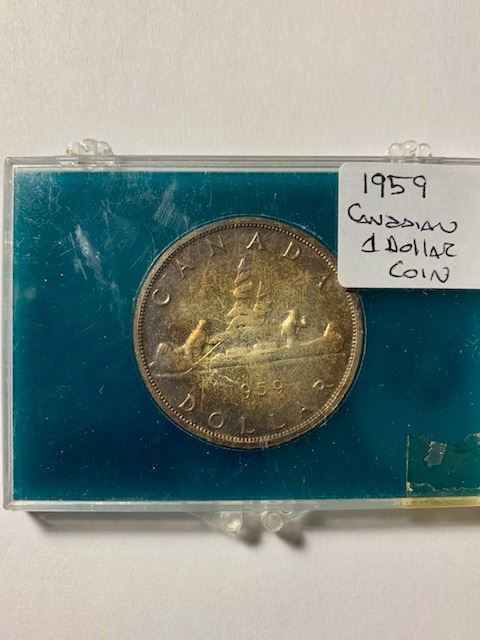 1959
Canadian
1 Dollar
Coin
CANADA
1959
DOLLAR